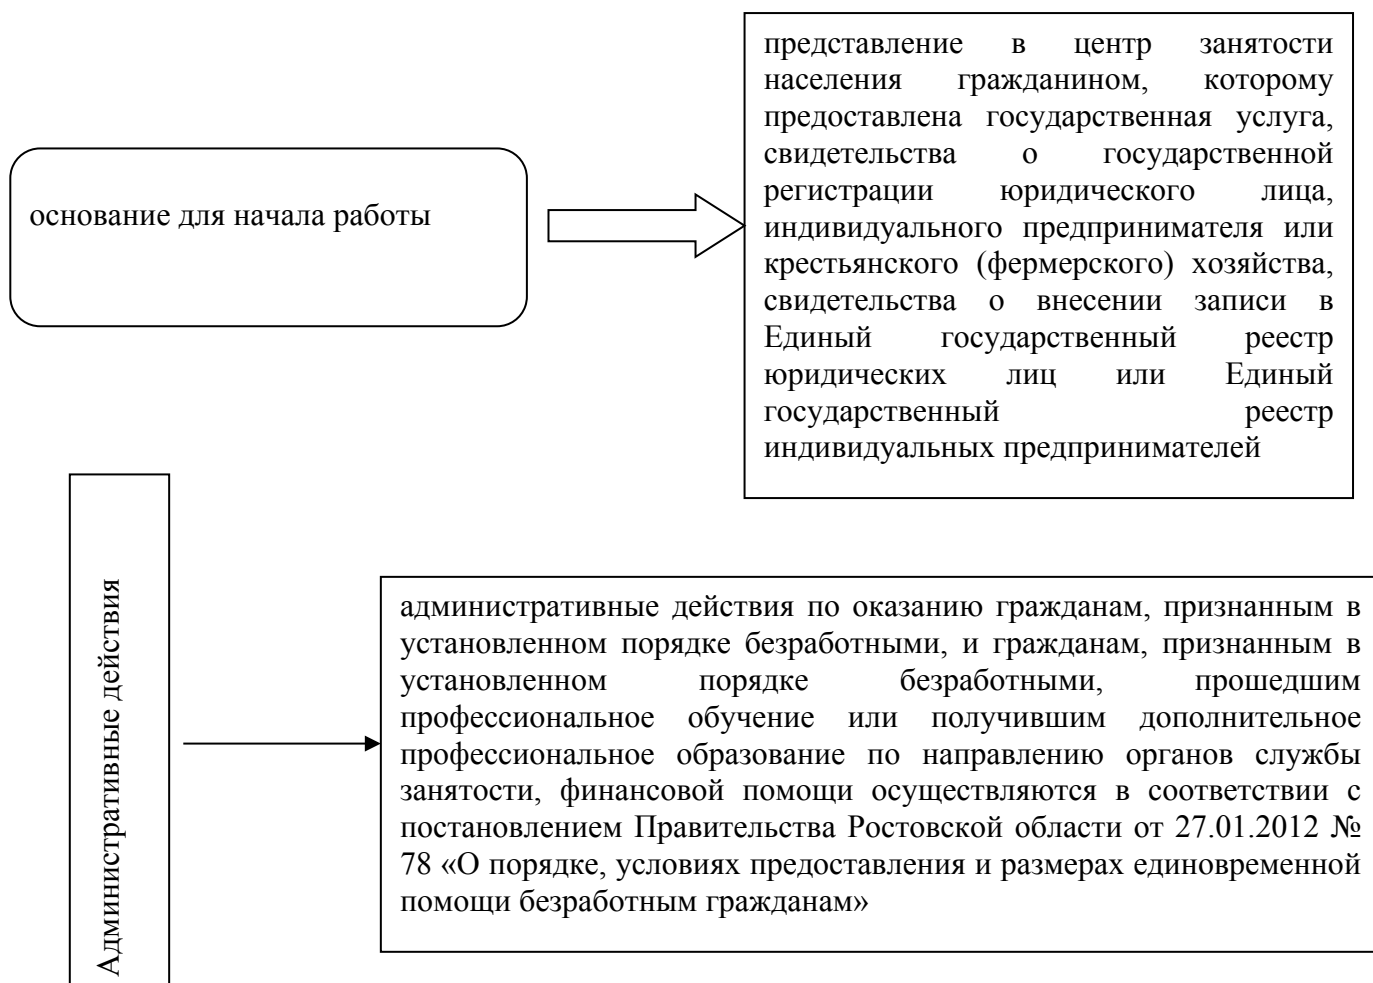 основание для начала работы
представление в центр занятости
населения гражданином, которому
предоставлена государственная услуга,
свидетельства о государственной
регистрации юридического лица,
индивидуального предпринимателя или
крестьянского (фермерского) хозяйства,
свидетельства о внесении записи в
Единый государственный реестр
юридических лиц или Единый
государственный реестр
индивидуальных предпринимателей
Административные действия
административные действия по оказанию гражданам, признанным в
установленном порядке безработными, и гражданам, признанным в
установленном порядке безработными, прошедшим
профессиональное обучение или получившим дополнительное
профессиональное образование по направлению органов службы
занятости, финансовой помощи осуществляются в соответствии с
постановлением Правительства Ростовской области от 27.01.2012 №
78 «О порядке, условиях предоставления и размерах единовременной
помощи безработным гражданам»